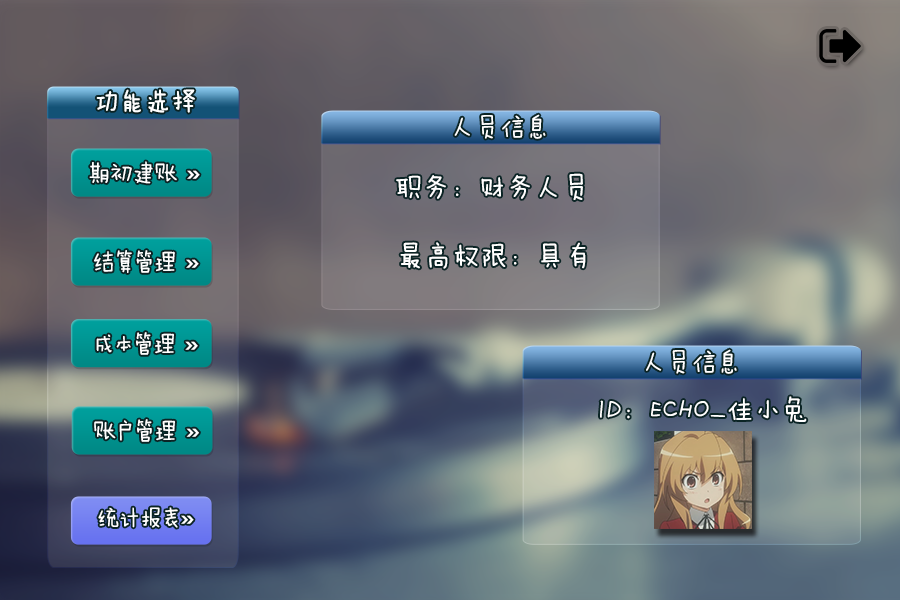 功能选择
期初建账 »
结算管理 »
成本管理 »
账户管理 »
统计报表»
人员信息
职务：财务人员
最高权限：具有
人员信息
ID：ECHO_佳小兔